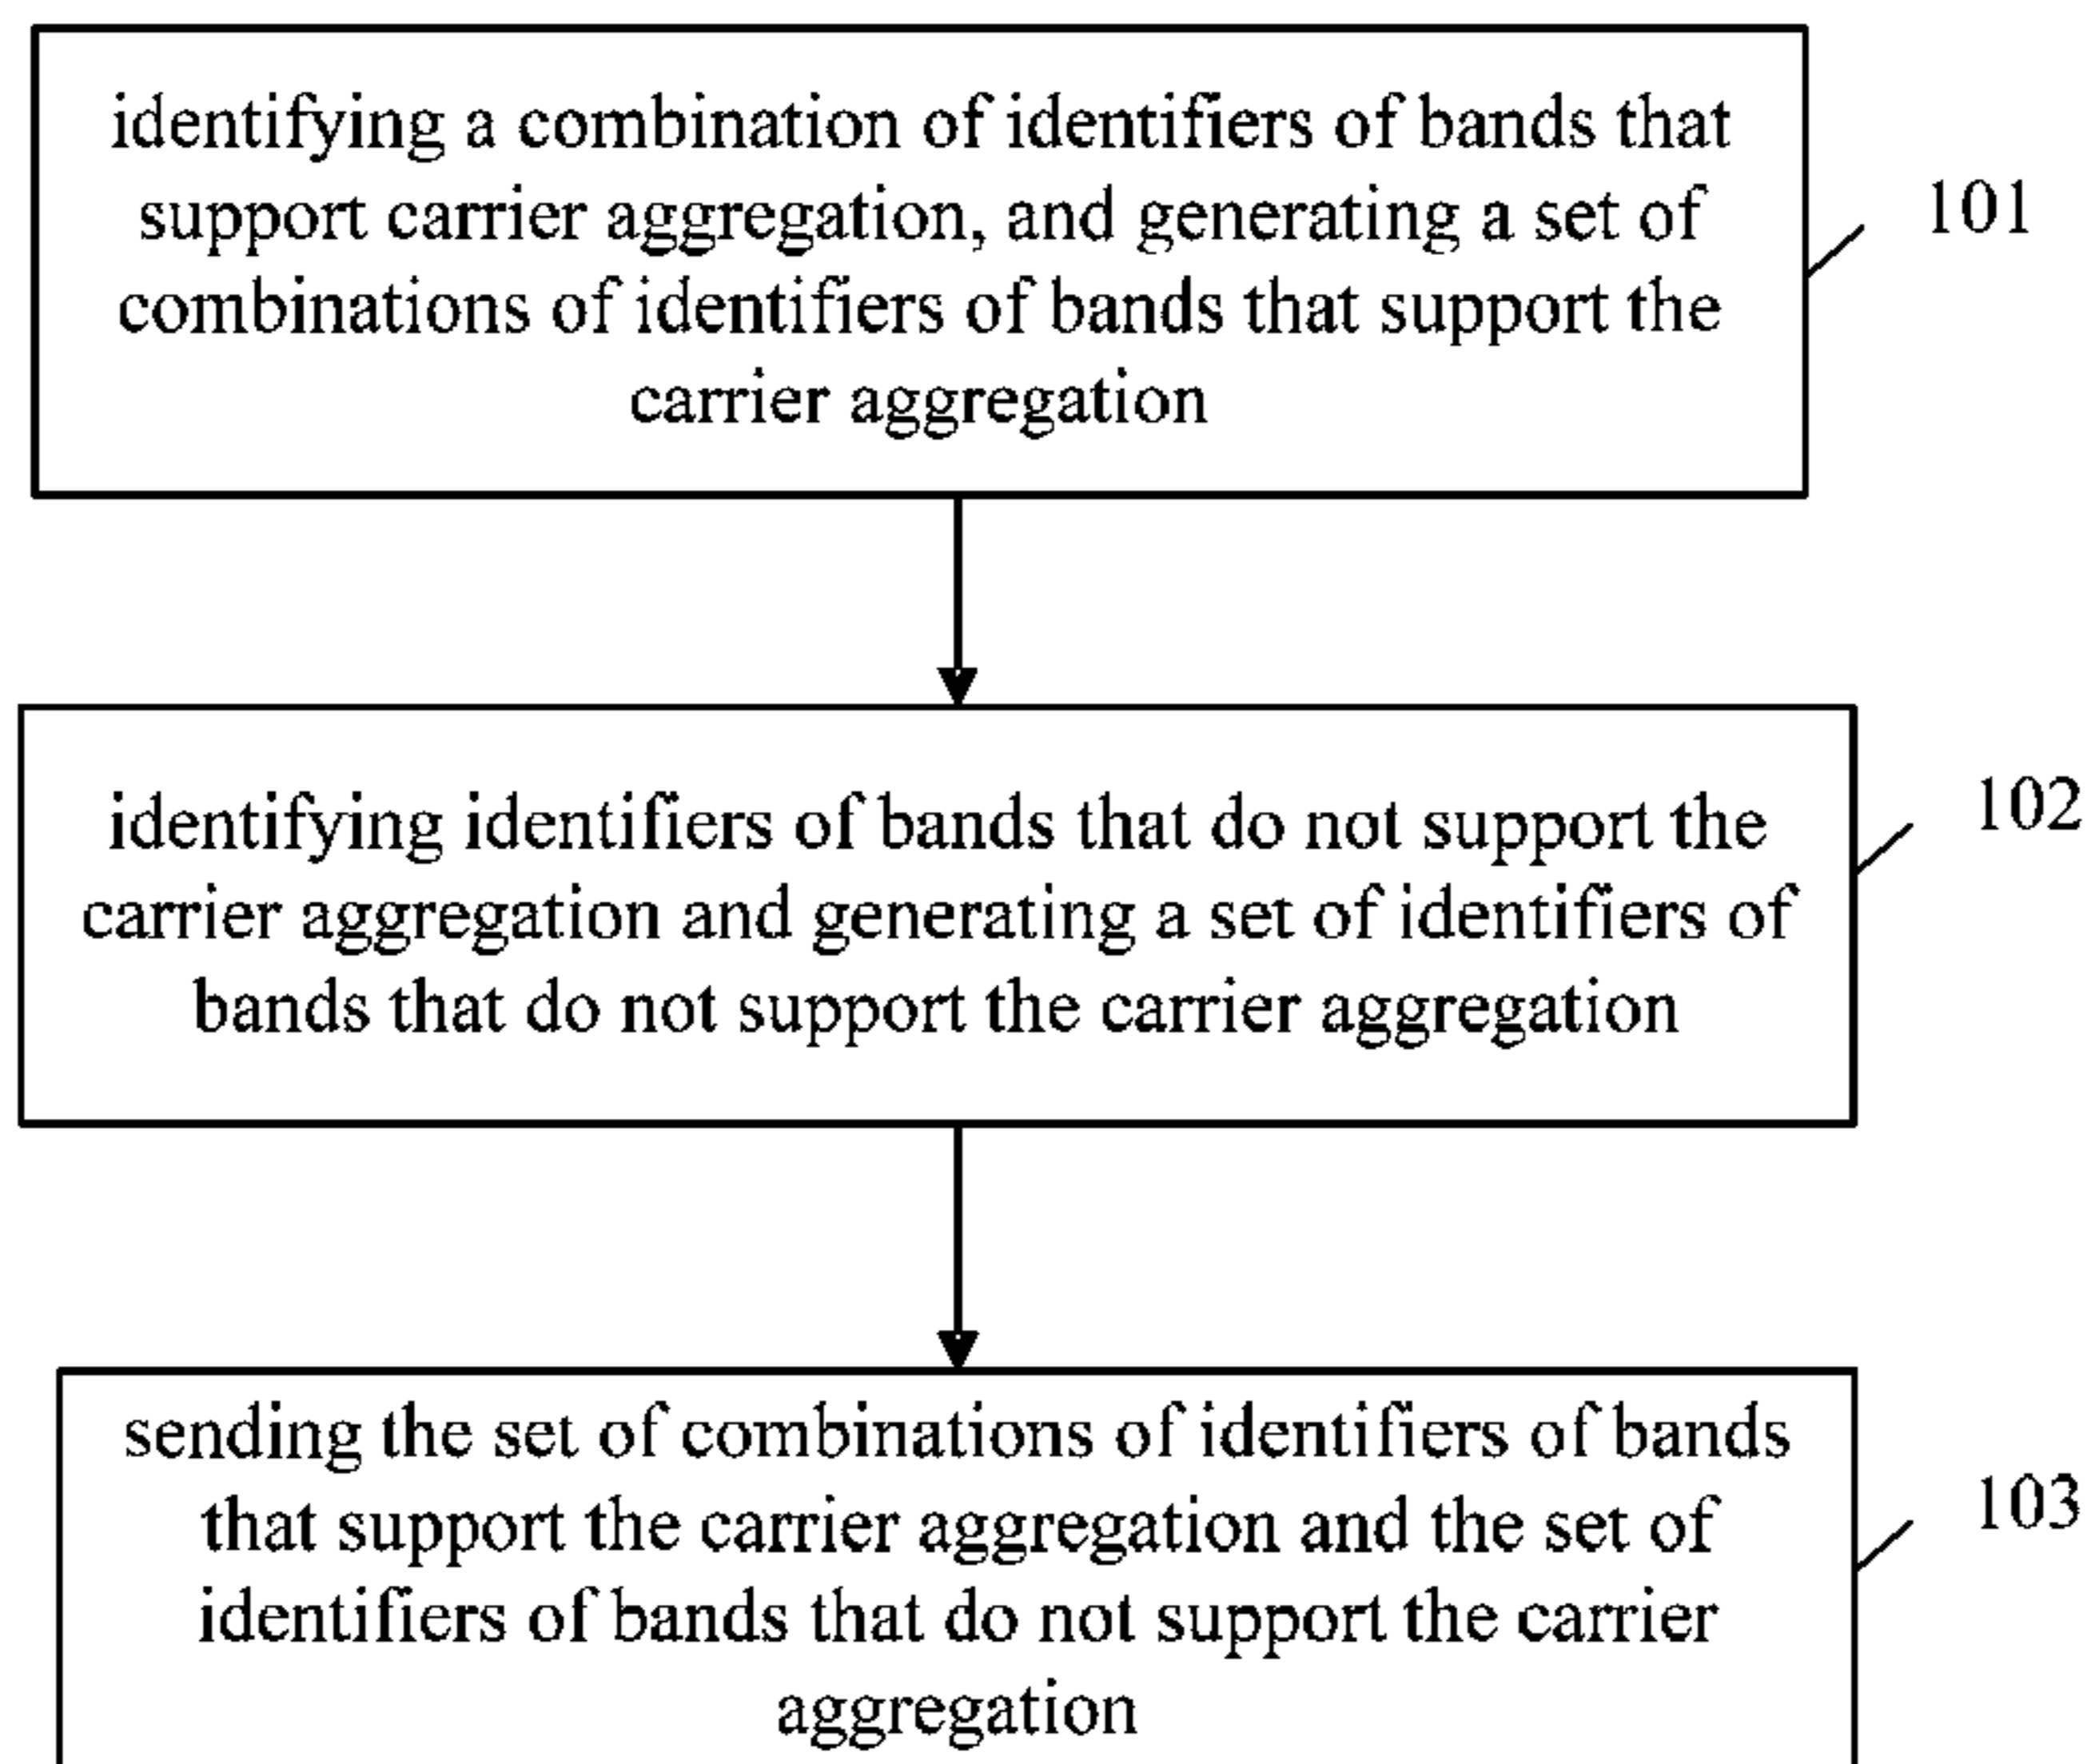 identifying a combination of identifiers of bands that
support carrier aggregation, and generating a set of
combinations of identifiers of bands that support the
carrier aggregation
101
identifying identifiers of bands that do not support the
carrier aggregation and generating a set of identifiers of
bands that do not support the carrier aggregation
102
sending the set of combinations of identifiers of bands
that support the carrier aggregation and the set of
identifiers of bands that do not support the carrier
aggregation
103